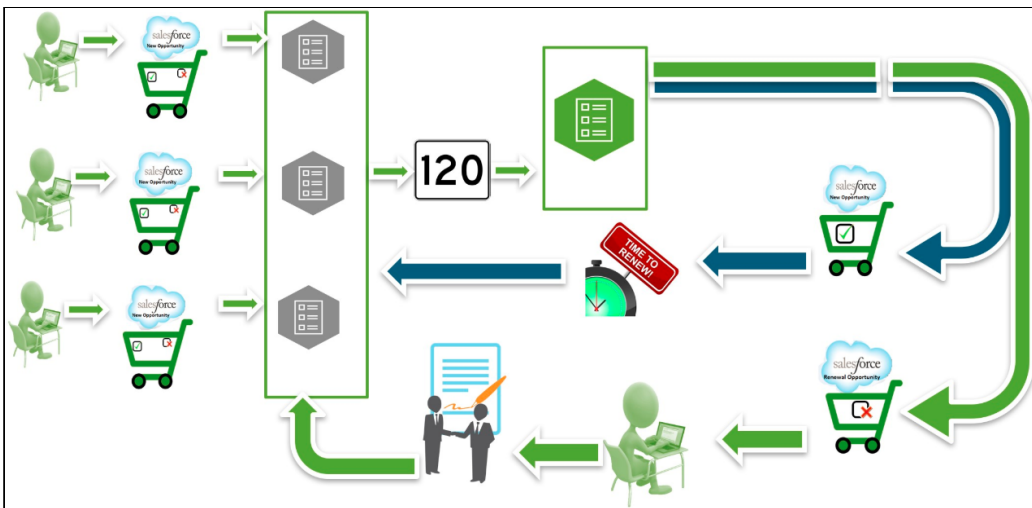 salesforce
New Opportunity
salesforce
New Opportunity
salesforce
New Opportunity
120
salesforce
New Opportunity
TIME TO
RENEW!
salesforce
Renewal Opportunity